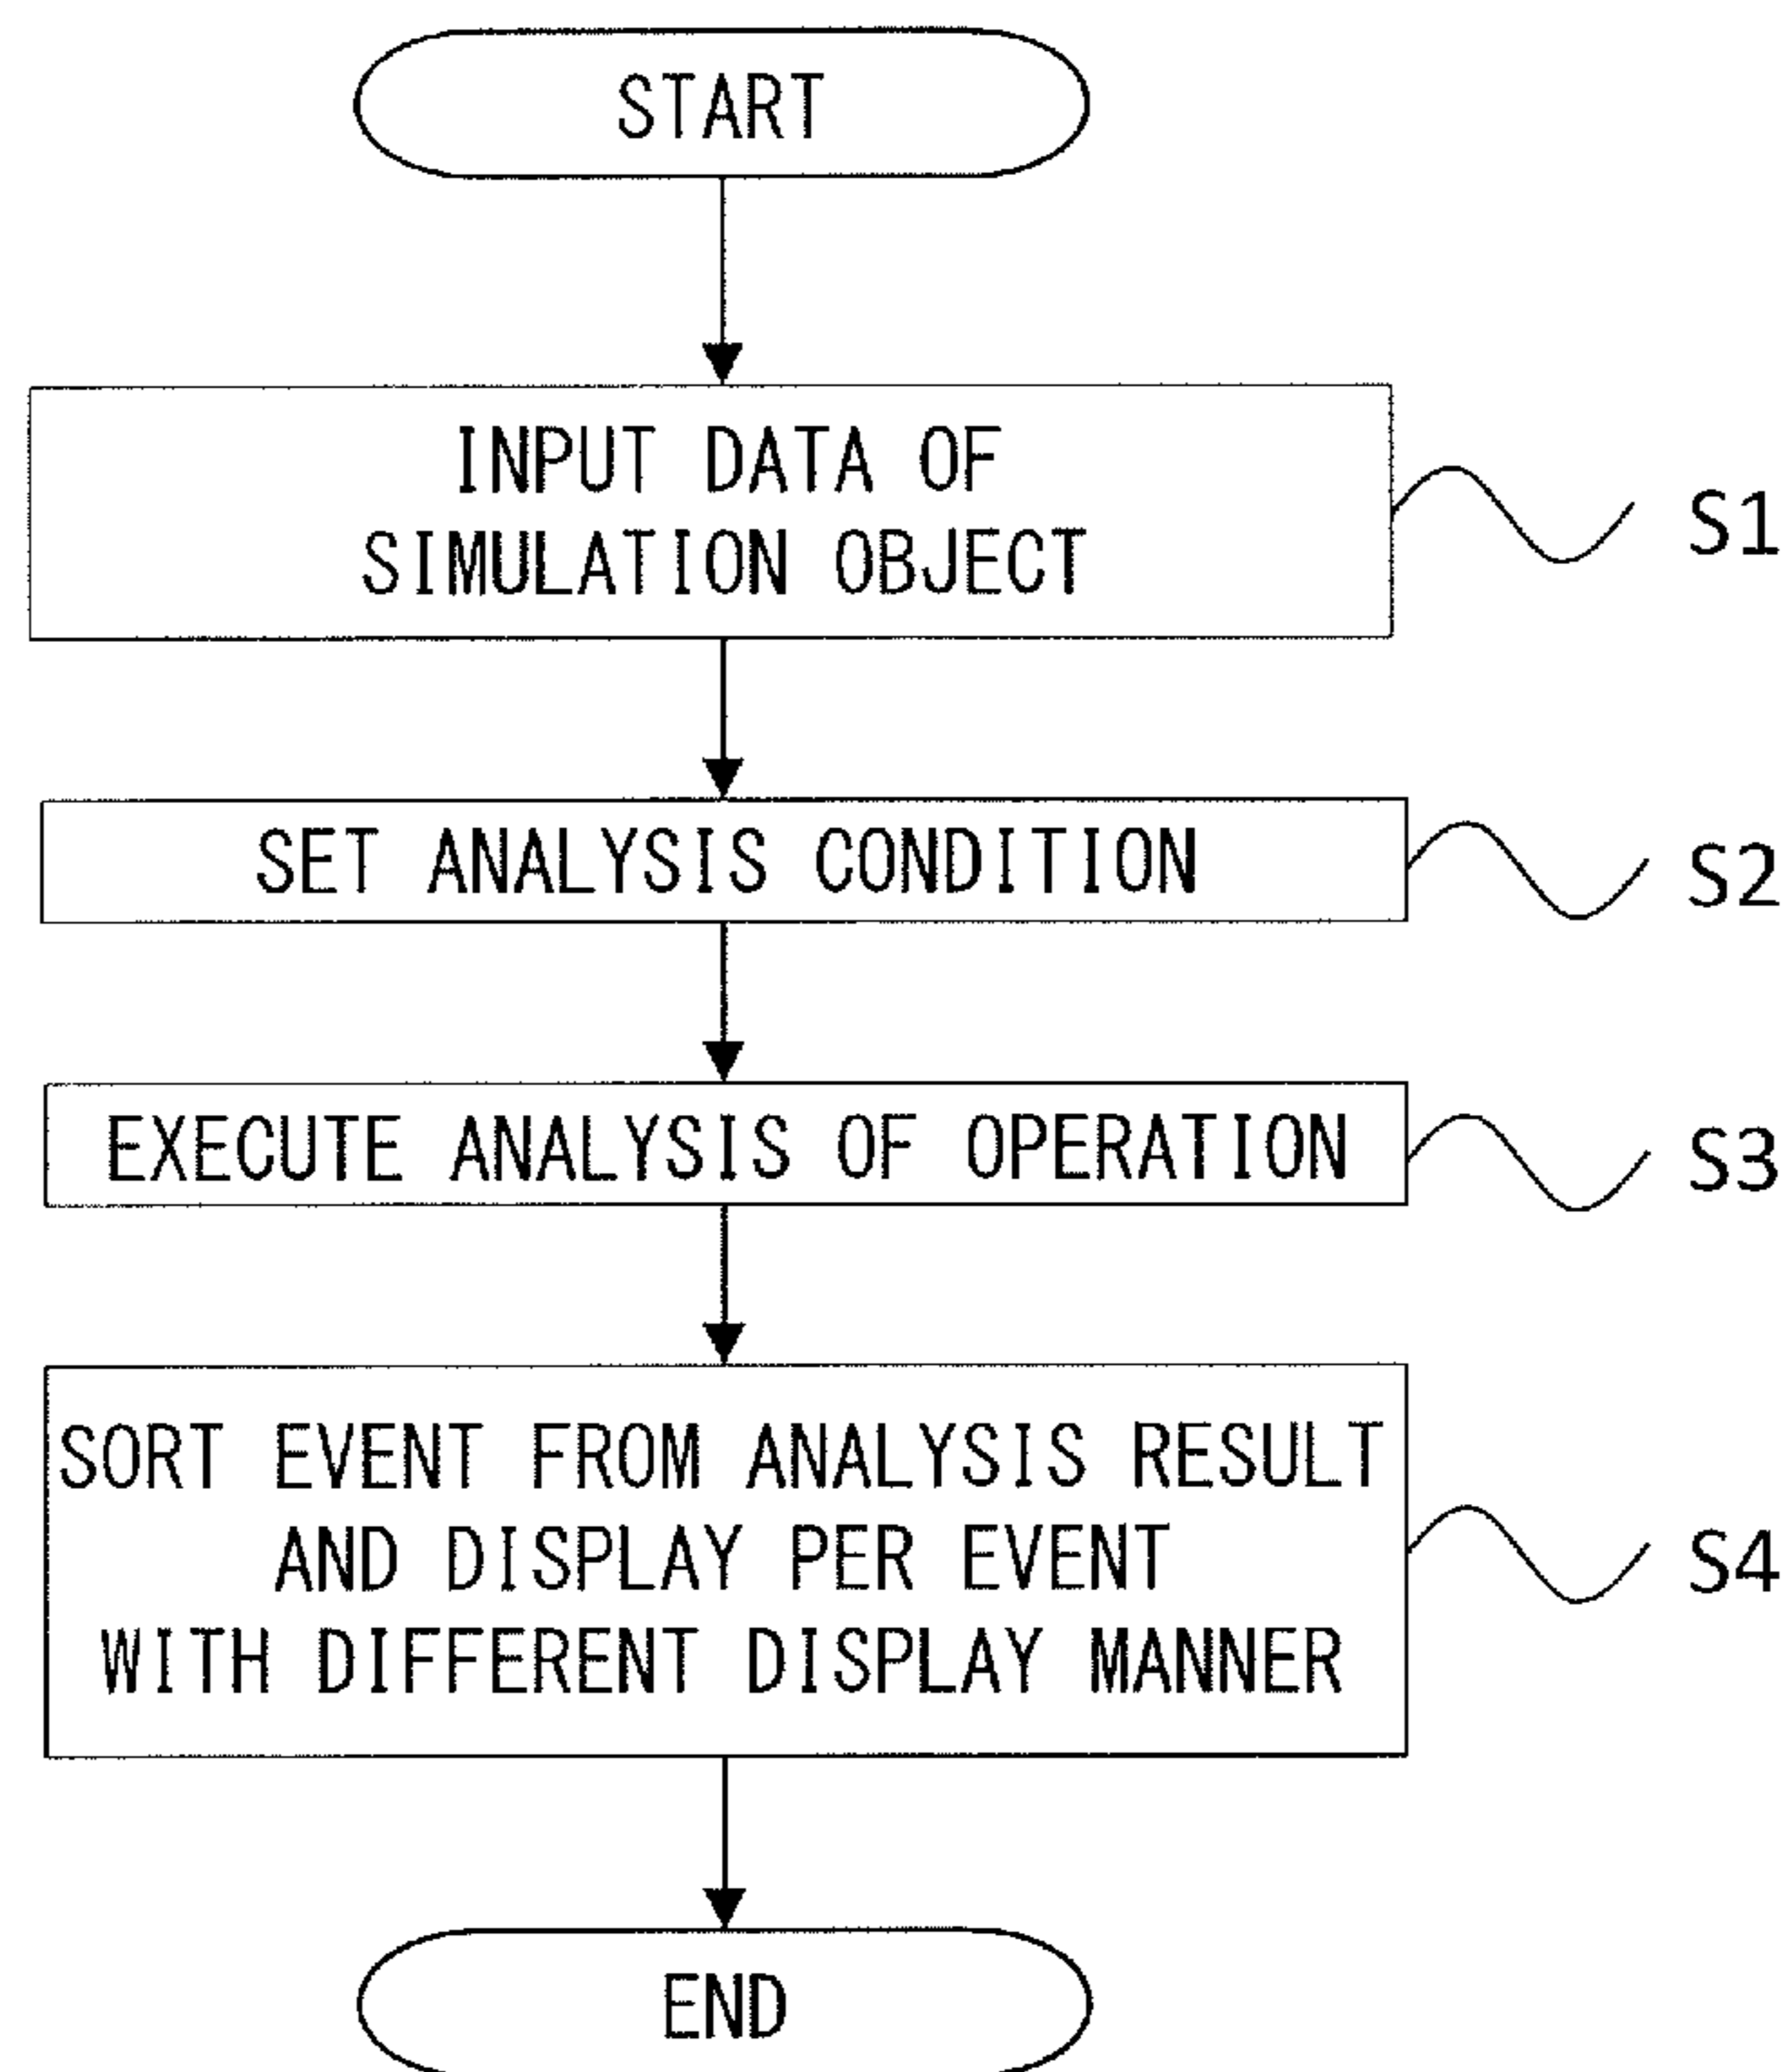 START
INPUT DATA OF
SIMULATION OBJECT
S1
SET ANALYSIS CONDITION
S2
EXECUTE ANALYSIS OF OPERATION
S3
SORT EVENT FROM ANALYSIS RESULT
AND DISPLAY PER EVENT
WITH DIFFERENT DISPLAY MANNER
S4
END